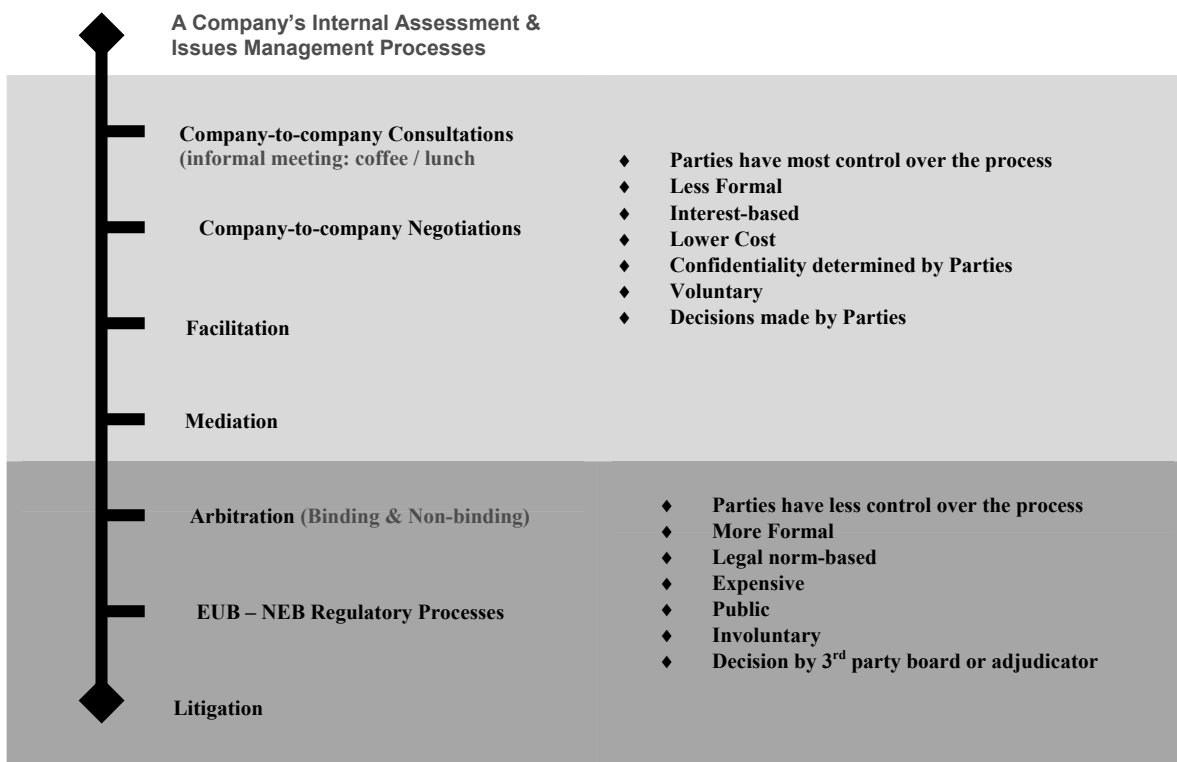 A Company's Internal Assessment &
Issues Management Processes
Company-to-company Consultations
(informal meeting: coffee / lunch
Company-to-company Negotiations
Facilitation
Mediation
♦ Parties have most control over the process
♦ Less Formal
♦ Interest-based
♦ Lower Cost
♦ Confidentiality determined by Parties
♦ Voluntary
♦ Decisions made by Parties
Arbitration (Binding & Non-binding)
EUB – NEB Regulatory Processes
Litigation
♦ Parties have less control over the process
♦ More Formal
♦ Legal norm-based
♦ Expensive
♦ Public
♦ Involuntary
♦ Decision by 3rd party board or adjudicator